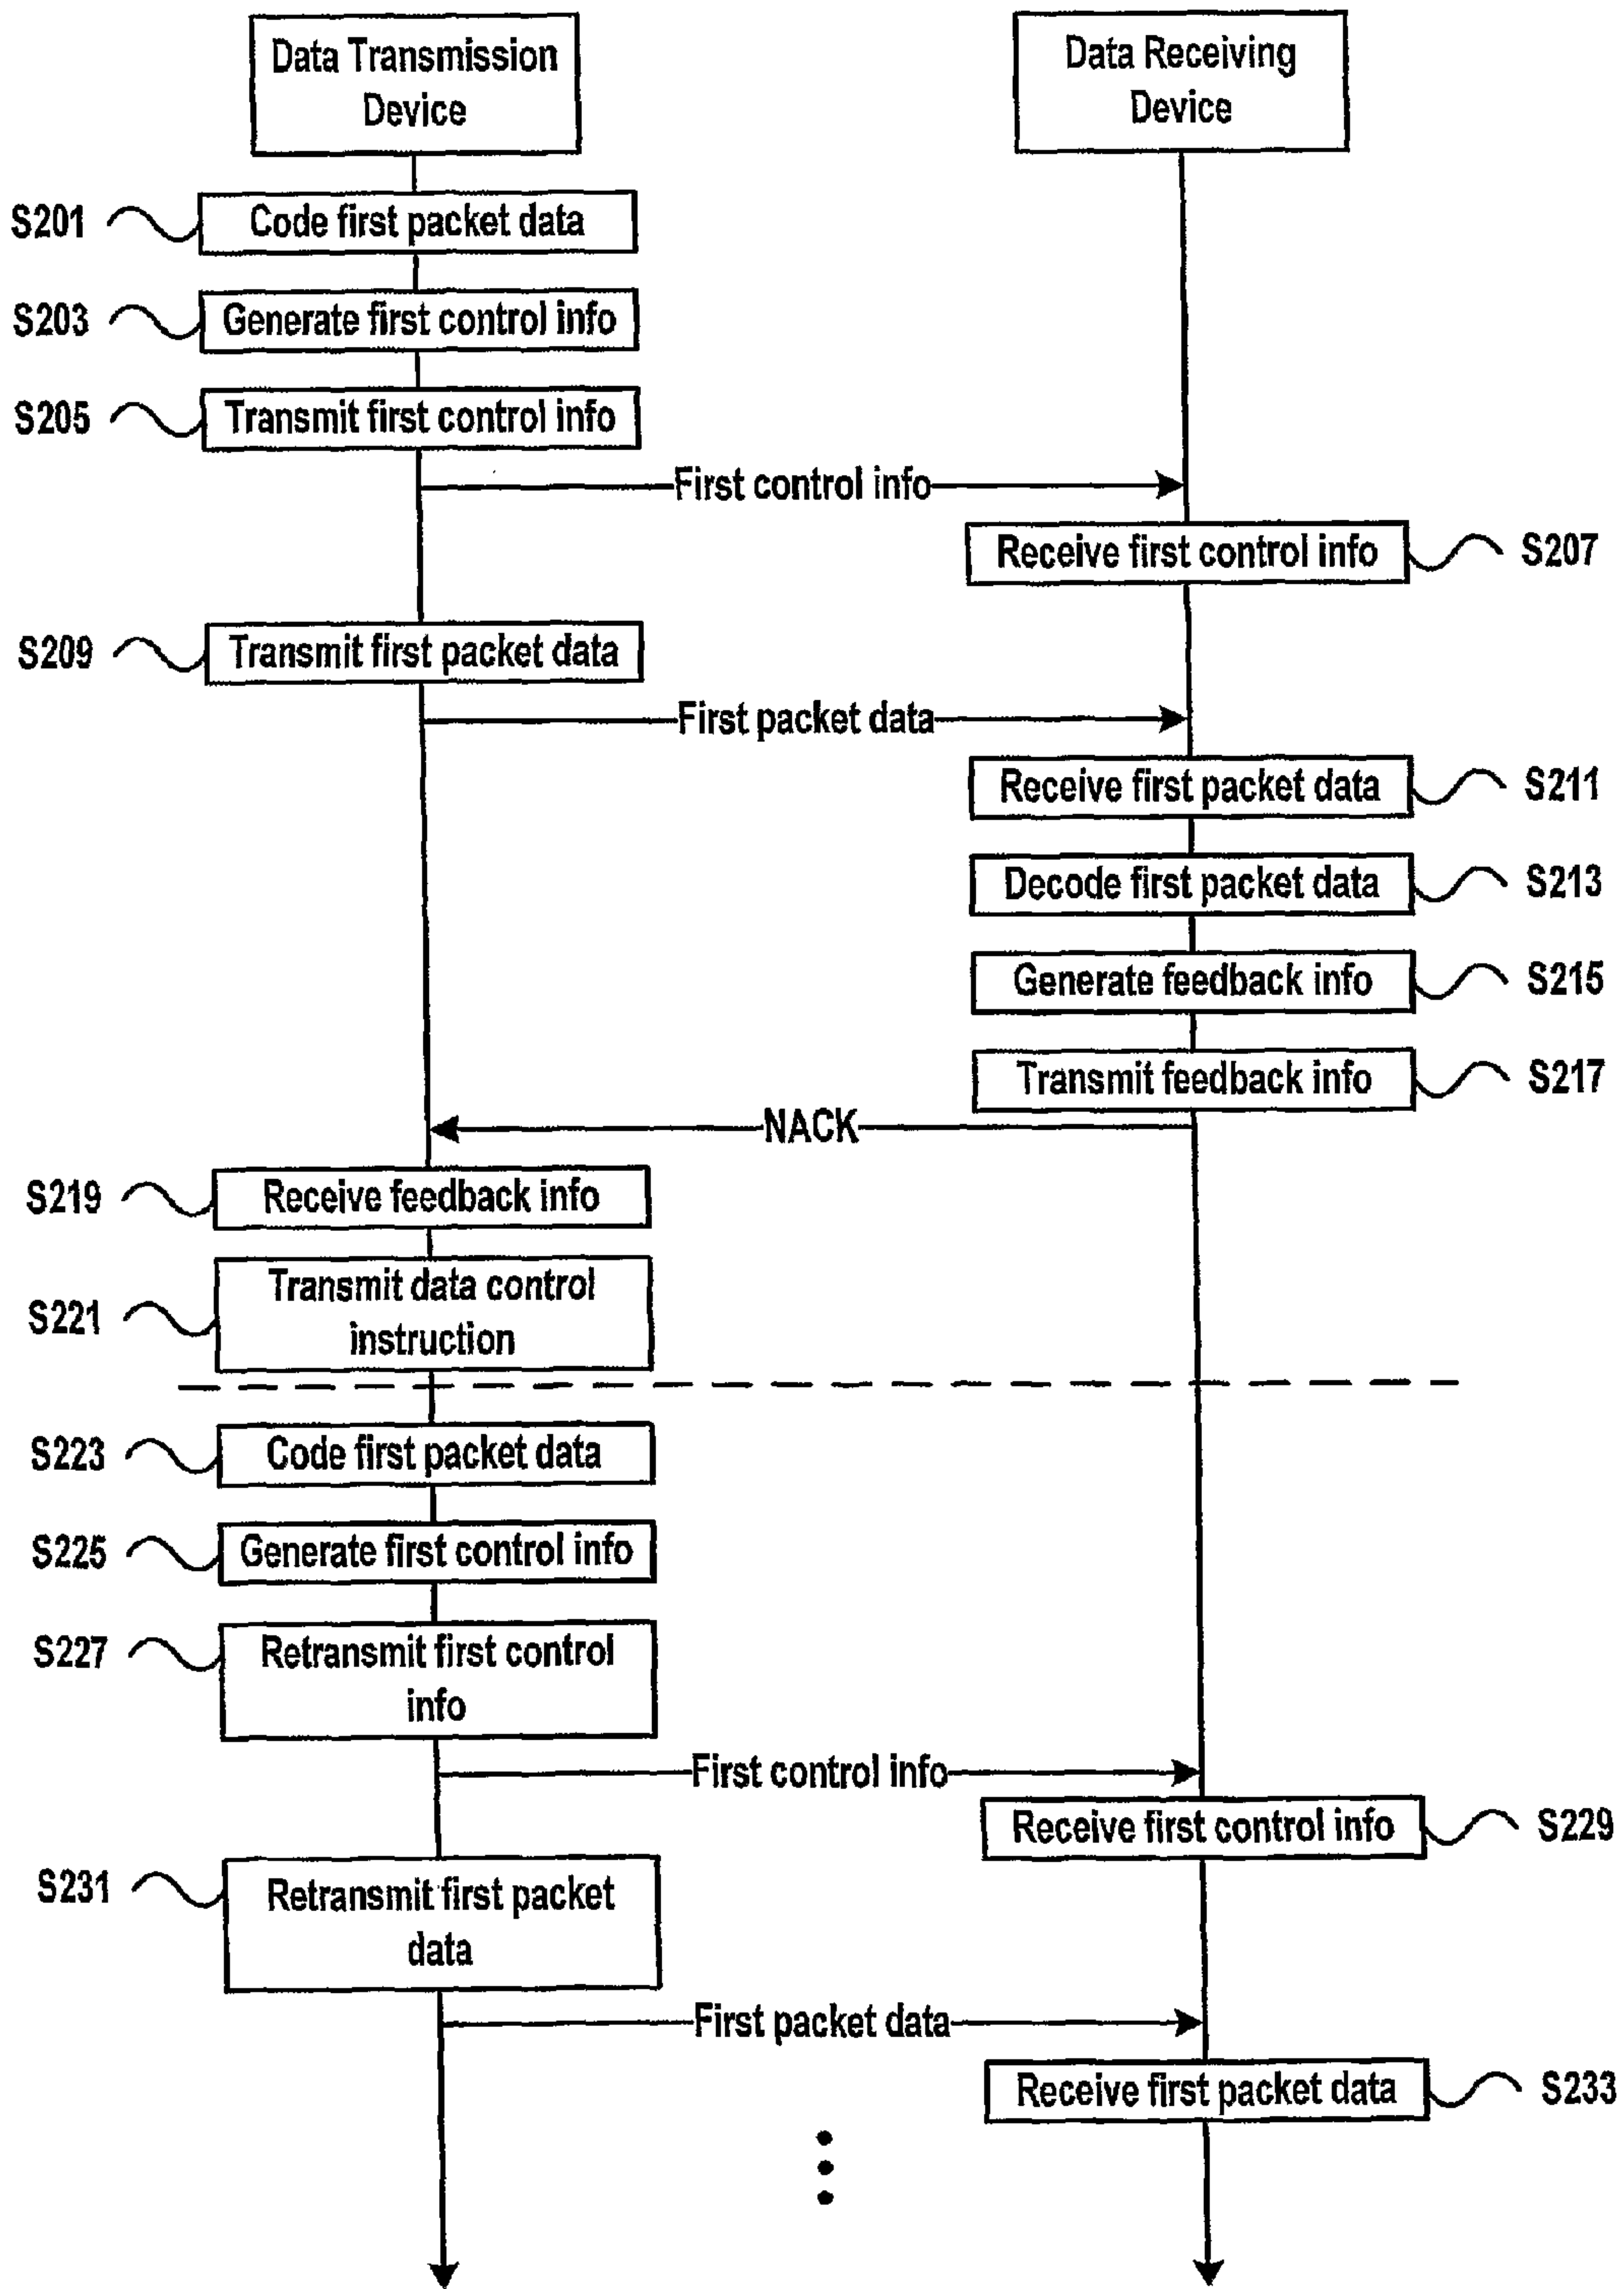 Data Transmission
Device
Data Receiving
Device
S201
Code first packet data
S203
Generate first control info
S205
Transmit first control info
First control info
Receive first control info
S207
S209
Transmit first packet data
First packet data
Receive first packet data
S211
Decode first packet data
S213
Generate feedback info
S215
Transmit feedback info
S217
NACK
S219
Receive feedback info
S221
Transmit data control
instruction
S223
Code first packet data
S225
Generate first control info
S227
Retransmit first control
info
First control info
Receive first control info
S229
S231
Retransmit first packet
data
First packet data
Receive first packet data
S233